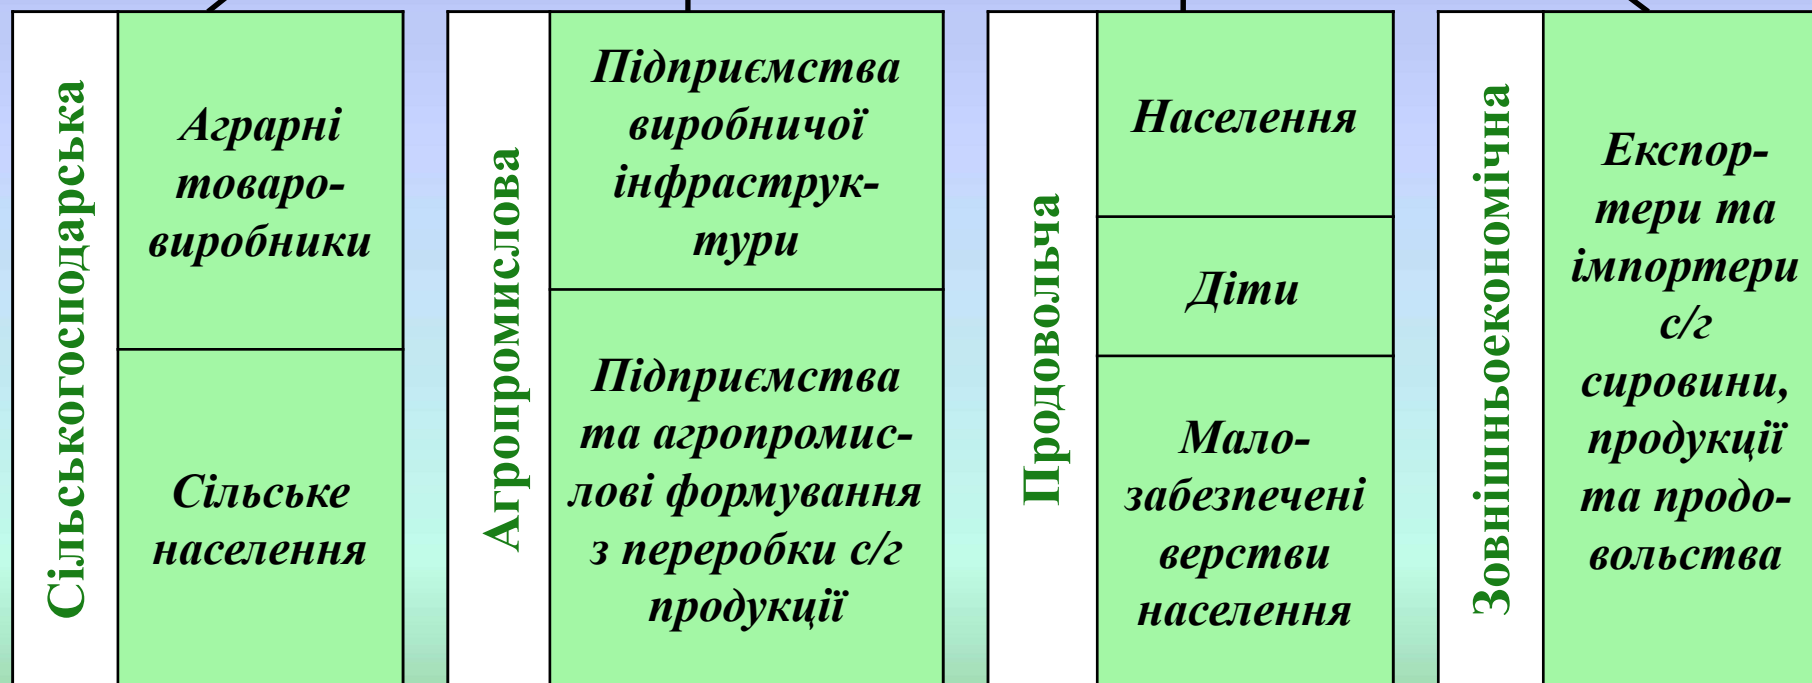 Сільськогосподарська
Аграрні
товаро-
виробники
Сільське
населення
Агропромислова
Підприємства
виробничої
інфраструк-
тури
Підприємства
та агропромис-
лові формування
з переробки с/г
продукції
Продовольча
Населення
Діти
Мало-
забезпечені
верстви
населення
Зовнішньоекономічна
Експор-
тери та
імпортери
с/г
сировини,
продукції
та продо-
вольства